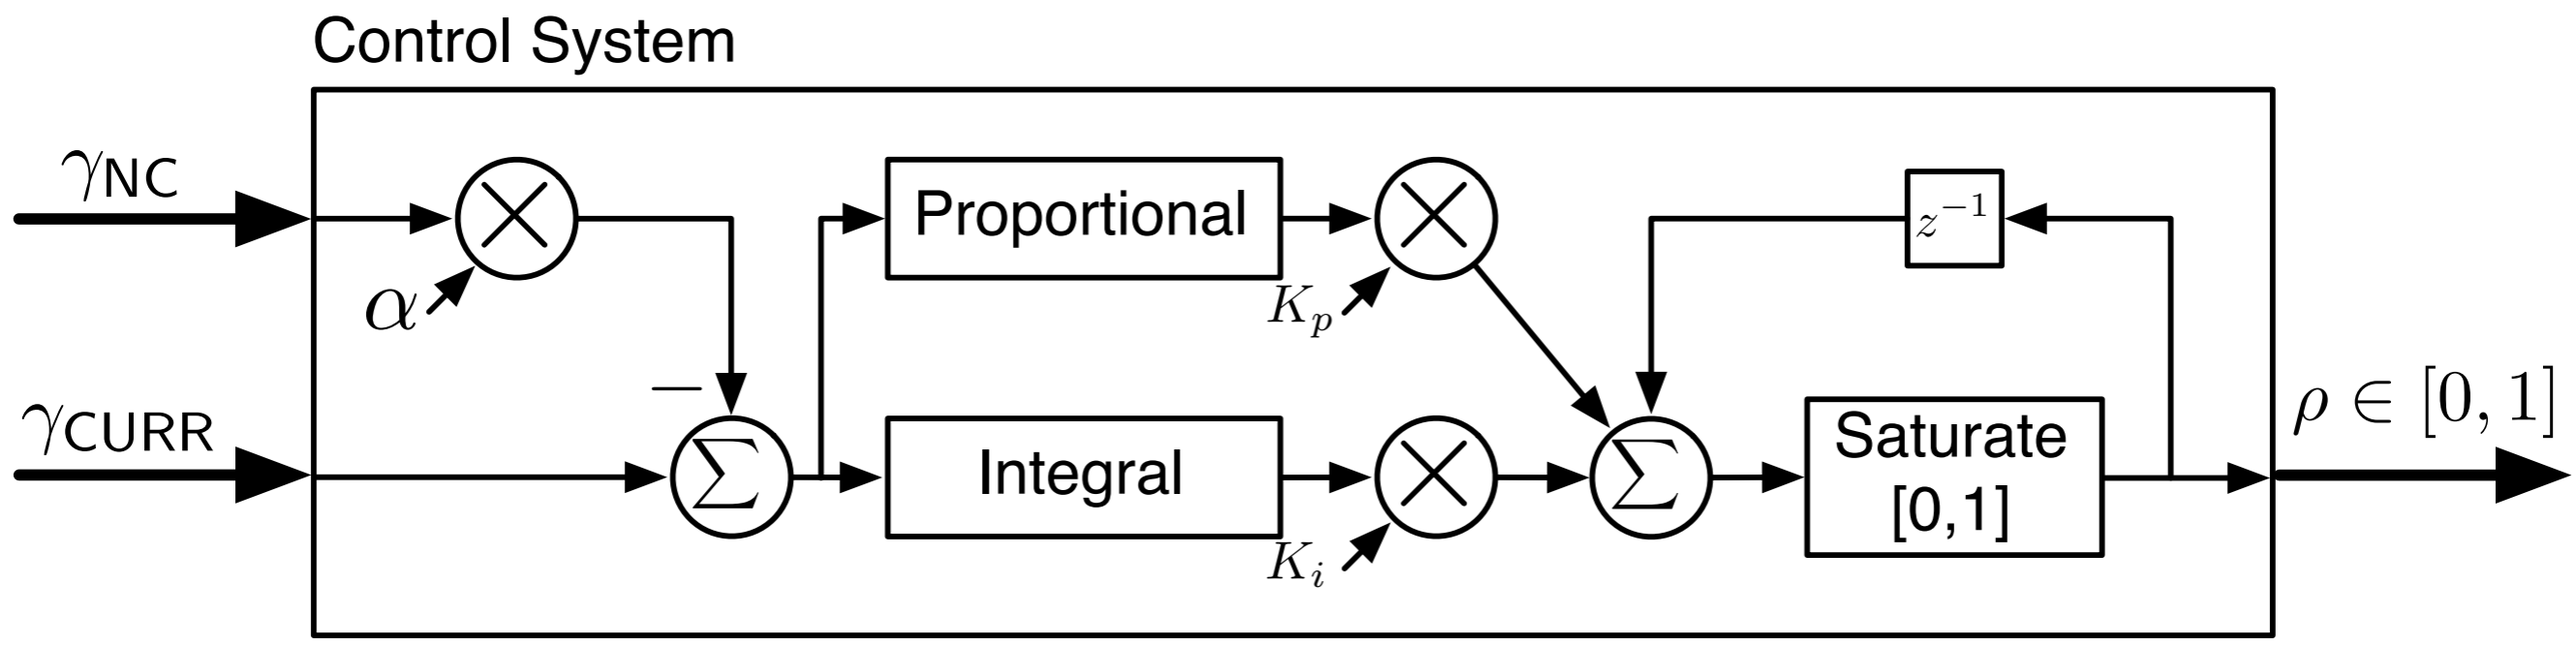 Control System
γNC
α
Proportional
Kp
z−1
−
γCURR
Integral
Ki
Σ
Σ
Saturate
[0,1]
ρ ∈ [0, 1]